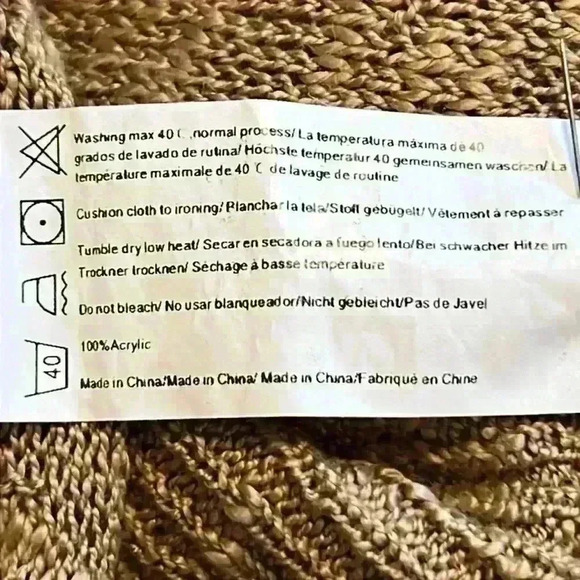 Washing max 40 C ,normal process/ La temperatura máxima de 40
grados de lavado de rutina/ Höchste temperatur 40 gemeinsamen waschen/ La
température maximale de 40 ℃ de lavage de routine
Cushion cloth to ironing/ Planchar la tela/Stoff gebügelt/ Vêtement à repasser
Tumble dry low heat/ Secar en secadora a fuego lento/Bei schwacher Hitze im
Trockner trocknen/ Séchage à basse température
Do not bleach/ No usar blanqueador/Nicht gebleicht/Pas de Javel
40
100%Acrylic
Made in China/Made in China/ Made in China/Fabriqué en Chine